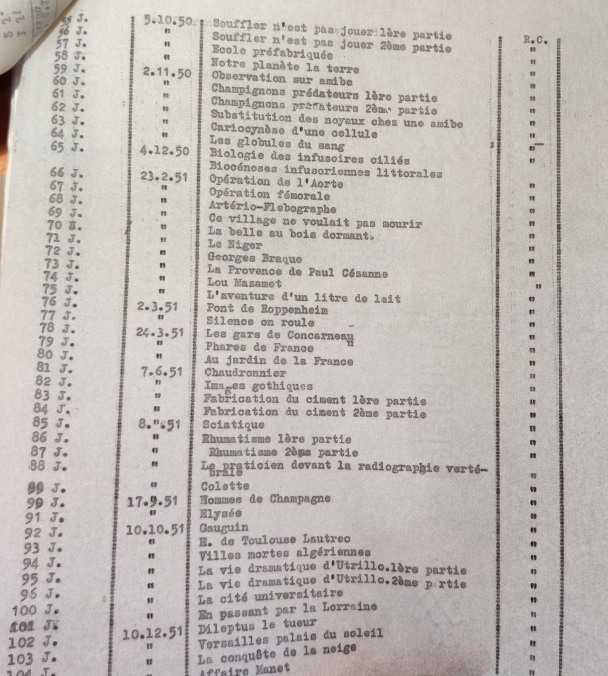 55 J. 5.10.50 Souffler n'est pas jouer 1ère partie R.C.
56 J. " Souffler n'est pas jouer 2ème partie "
57 J. " Ecole préfabriquée "
58 J. " Notre planète la terre "
59 J. 2.11.50 Observation sur amibe "
60 J. " Champignons prédateurs 1ère partie "
61 J. " Champignons prédateurs 2ème partie "
62 J. " Substitution des noyaux ches une amibe "
63 J. " Cariocynèse d'une cellule "
64 J. " Les globules du sang "
65 J. 4.12.50 Biologie des infusoires ciliés "
Biocénoses infusoriennes littorales
66 J. 23.2.51 Opération de l'Aorte "
67 J. " Opération fémorale "
68 J. " Artério-Flebographe "
69 J. " Ce village ne voulait pas mourir "
70 N. " La belle au bois dormant. "
71 J. " Le Niger "
72 J. " Georges Braque "
73 J. " La Provence de Paul Cézanne "
74 J. " Lou Mazamet "
75 J. " L'aventure d'un litre de lait "
76 J. 2.3.51 Pont de Roppenheim "
77 J. " Silence on roule "
78 J. 24.3.51 Les gars de Concarneau "
79 J. " Phares de France "
80 J. " Au jardin de la France "
81 J. 7.6.51 Chaudronnier "
82 J. " Images gothiques "
83 J. " Fabrication du ciment 1ère partie "
84 J. " Fabrication du ciment 2ème partie "
85 J. 8.".51 Sciatique "
86 J. " Rhumatisme 1ère partie "
87 J. " Rhumatisme 2ème partie "
88 J. " Le praticien devant la radiographie verté- "
brale
89 J. " Colette "
99 J. 17.9.51 Hommes de Champagne "
91 J. " Elysée "
92 J. 10.10.51 Gauguin "
93 J. " H. de Toulouse Lautrec "
94 J. " Villes mortes algériennes "
95 J. " La vie dramatique d'Utrillo.1ère partie "
96 J. " La vie dramatique d'Utrillo.2ème partie "
100 J. " La cité universitaire "
101 J. " En passant par la Lorraine "
102 J. 10.12.51 Dileptus le tueur "
103 J. " Versailles palais du soleil "
104 J. " La conquête de la neige "
Affaire Manet